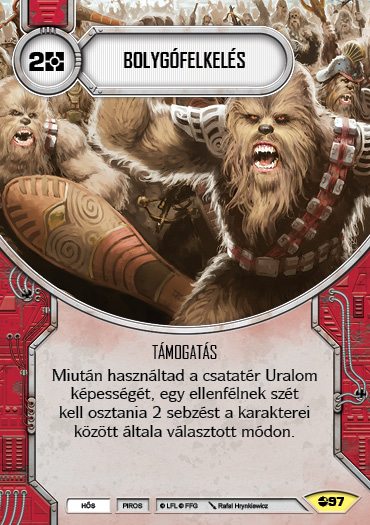 2
BOLYGÓFELKELÉS
TÁMOGATÁS
Miután használtad a csatatér Uralom
képességét, egy ellenfélnek szét
kell osztania 2 sebzést a karakterei
között általa választott módon.
HŐS PIROS © LFL © FFG Rafał Hrynkiewicz 97